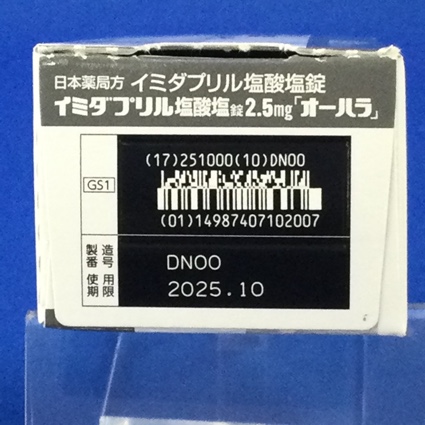 日本薬局方 イミダプリル塩酸塩錠
イミダプリル塩酸塩錠2.5mg「オーハラ」
(17)251000(10)DN00
GS1
(01)14987407102007
製造番号 DN00
使用期限 2025.10